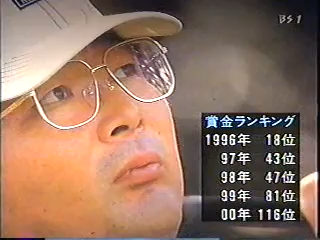 BS1
賞金ランキング
1996年 18位
97年 43位
98年 47位
99年 81位
00年 116位